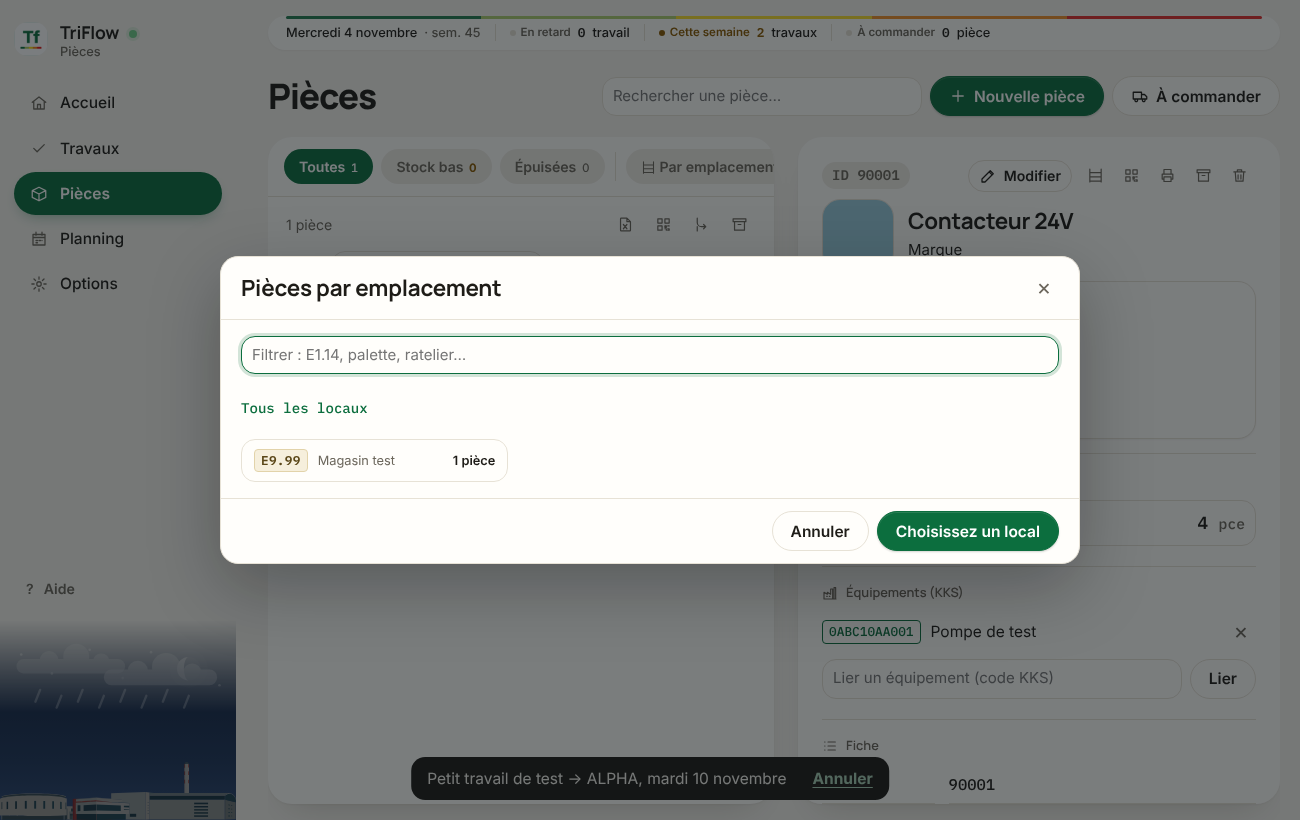 Tf TriFlow
Pièces
Mercredi 4 novembre · sem. 45 En retard 0 travail Cette semaine 2 travaux À commander 0 pièce
Accueil
Travaux
Pièces
Planning
Options
? Aide
Pièces
Rechercher une pièce...
+ Nouvelle pièce
À commander
Toutes 1 Stock bas 0 Épuisées 0 Par emplacement
1 pièce
ID 90001 Modifier
Contacteur 24V
Marque
Pièces par emplacement ×
Filtrer : E1.14, palette, ratelier...
Tous les locaux
E9.99 Magasin test 1 pièce
Annuler Choisissez un local
4 pce
Équipements (KKS)
0ABC10AA001 Pompe de test ×
Lier un équipement (code KKS) Lier
Fiche
90001
Petit travail de test → ALPHA, mardi 10 novembre Annuler